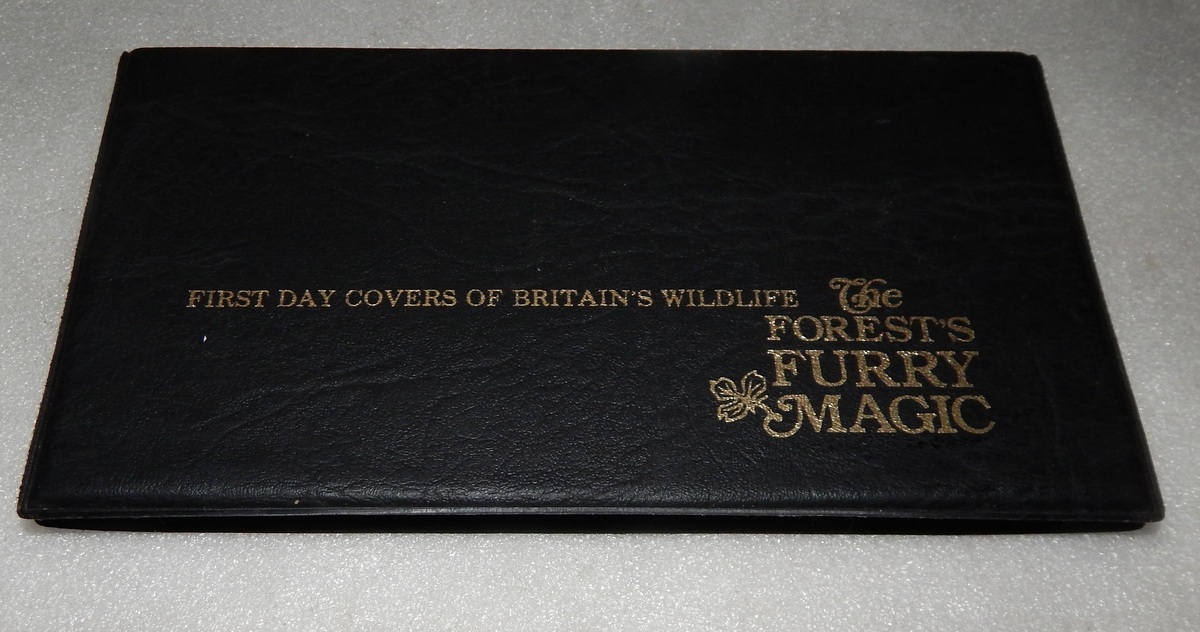 FIRST DAY COVERS OF BRITAIN'S WILDLIFE
The
FOREST'S
FURRY
MAGIC